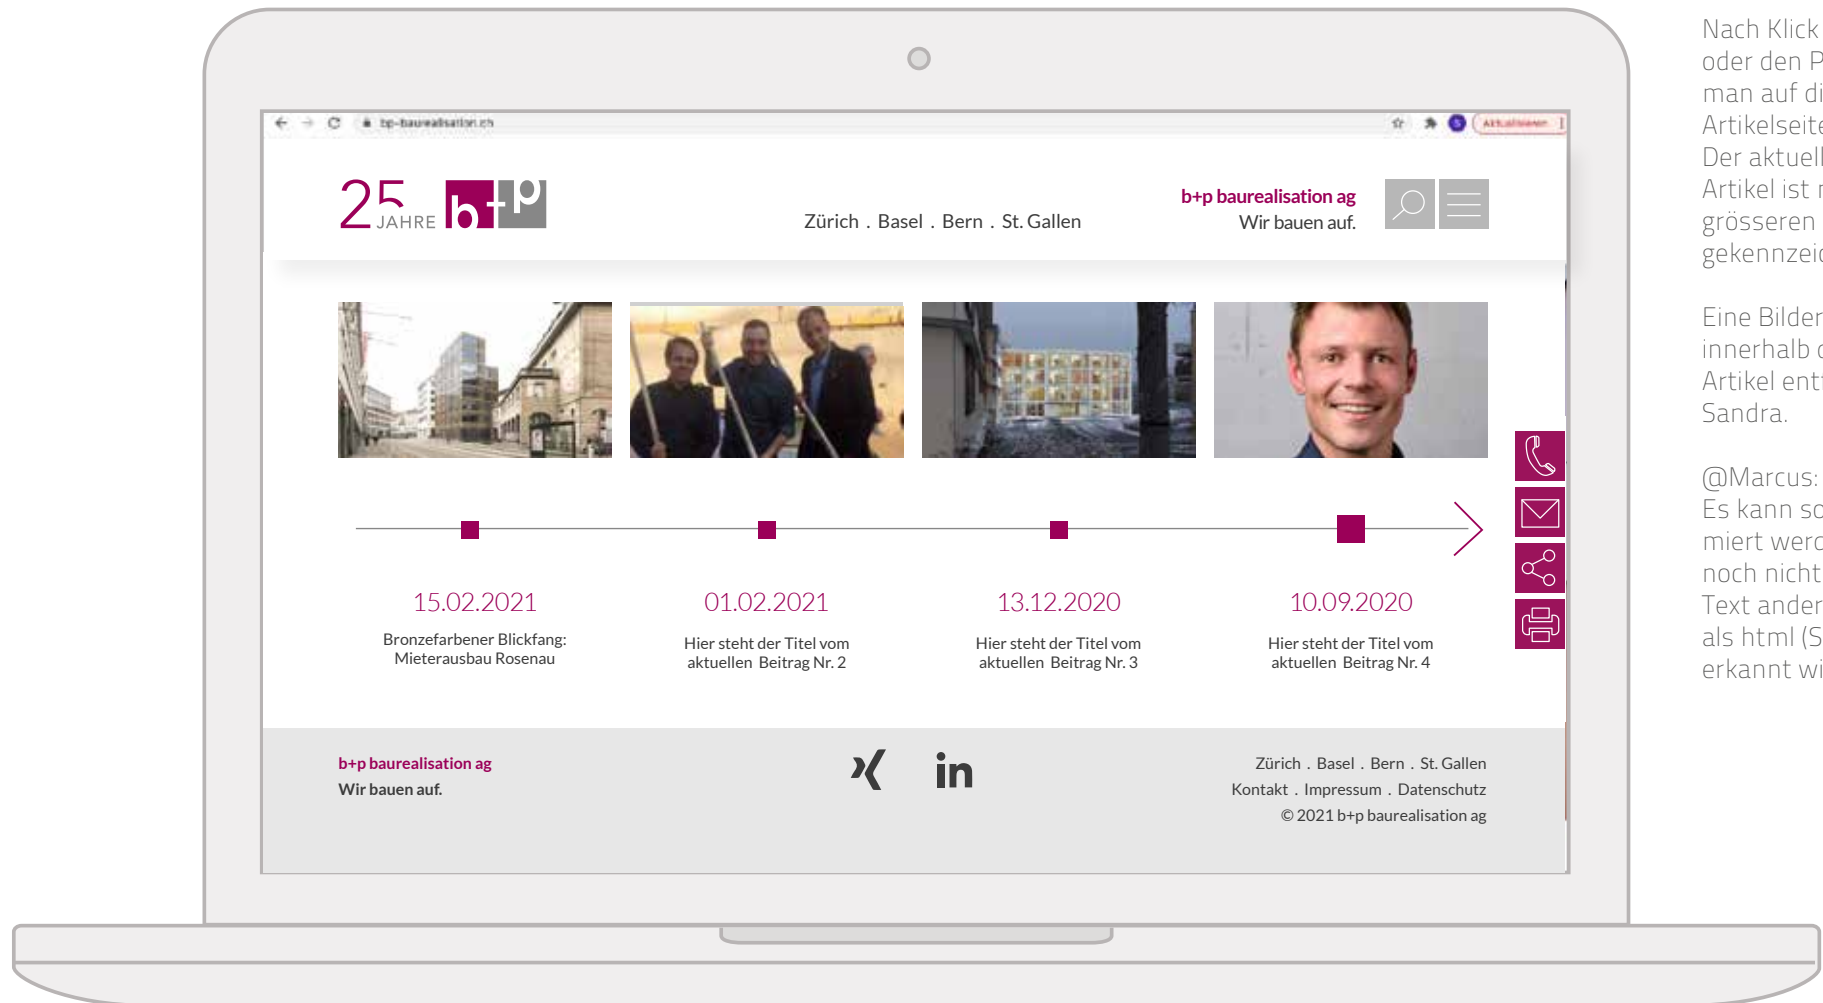 bp-baurealisation.ch
S
Aktualisieren
25
JAHRE
b+p
Zürich . Basel . Bern . St. Gallen
b+p baurealisation ag
Wir bauen auf.
15.02.2021
Bronzefarbener Blickfang:
Mieterausbau Rosenau
01.02.2021
Hier steht der Titel vom
aktuellen Beitrag Nr. 2
13.12.2020
Hier steht der Titel vom
aktuellen Beitrag Nr. 3
10.09.2020
Hier steht der Titel vom
aktuellen Beitrag Nr. 4
b+p baurealisation ag
Wir bauen auf.
in
Zürich . Basel . Bern . St. Gallen
Kontakt . Impressum . Datenschutz
© 2021 b+p baurealisation ag
Nach Klick
oder den P
man auf di
Artikelseite
Der aktuell
Artikel ist
grösseren
gekennzeic
Eine Bilder
innerhalb
Artikel ent
Sandra.
@Marcus:
Es kann so
miert werd
noch nicht
Text ander
als html (S
erkannt wi